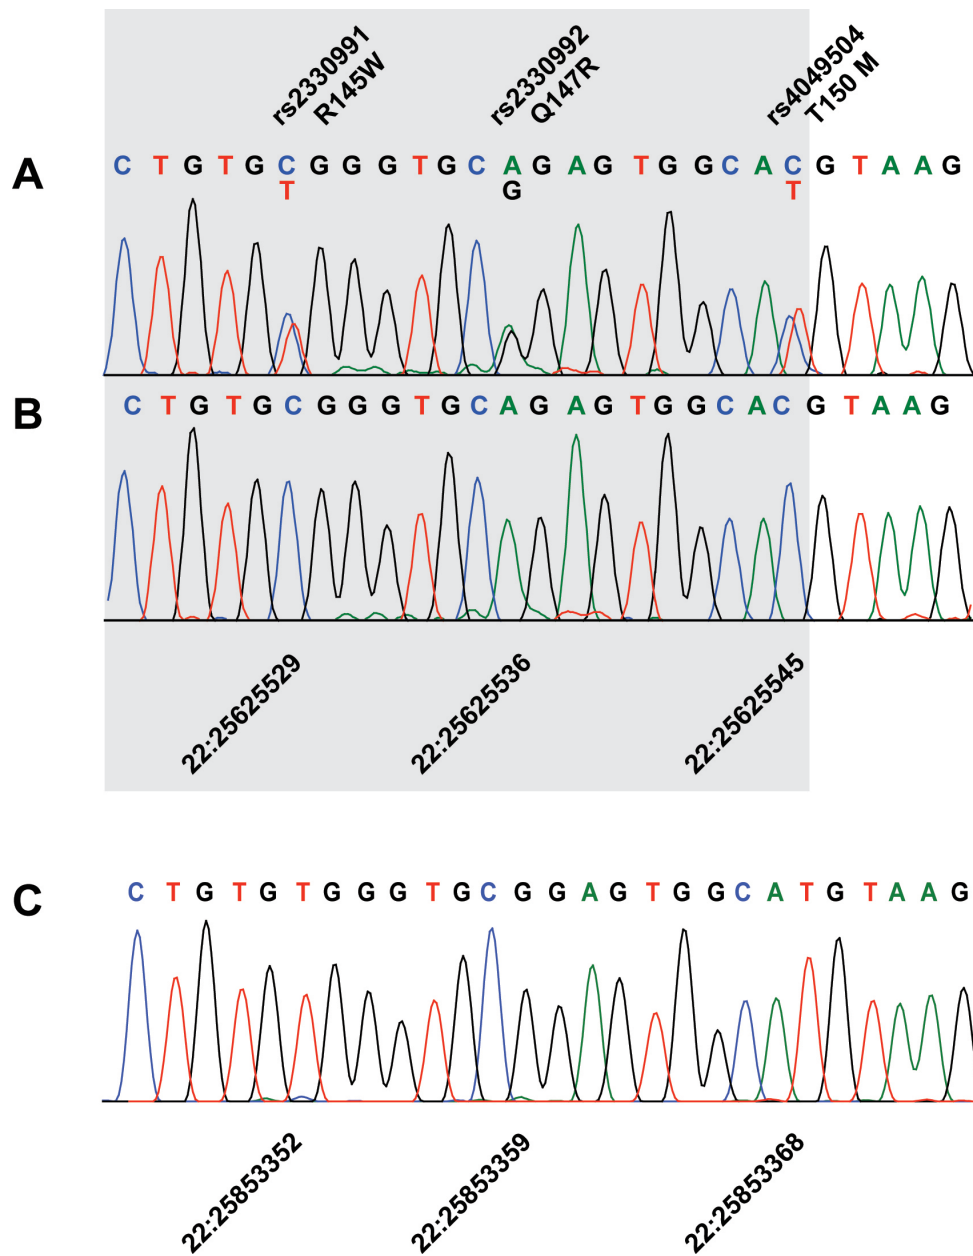 rs2330991
R145W
rs2330992
Q147R
rs4049504
T150 M
A
C T G T G C G G G T G C A G A G T G G C A C G T A A G
T G T
B
C T G T G C G G G T G C A G A G T G G C A C G T A A G
22:25625529
22:25625536
22:25625545
C
C T G T G T G G G T G C G G A G T G G C A T G T A A G
22:25853352
22:25853359
22:25853368